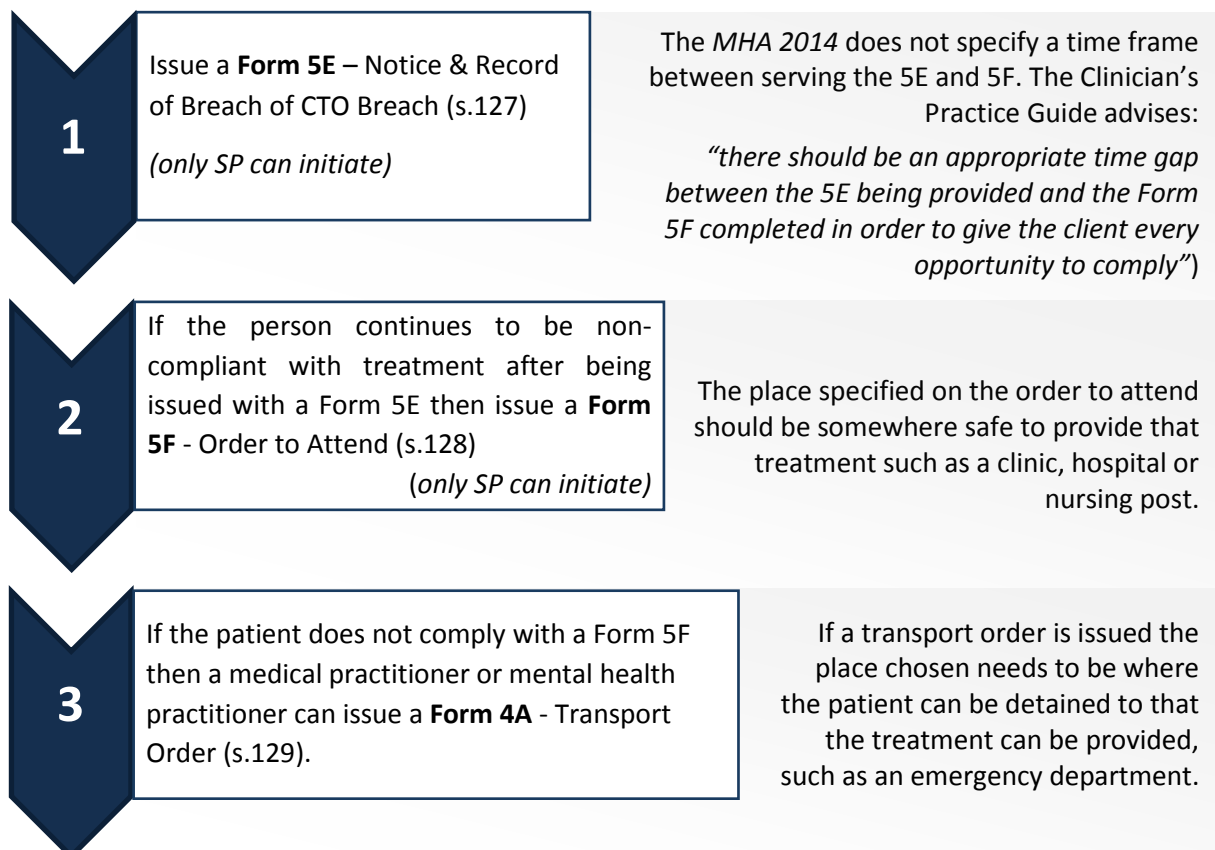 1
Issue a Form 5E – Notice & Record
of Breach of CTO Breach (s.127)
(only SP can initiate)
The MHA 2014 does not specify a time frame
between serving the 5E and 5F. The Clinician’s
Practice Guide advises:
“there should be an appropriate time gap
between the 5E being provided and the Form
5F completed in order to give the client every
opportunity to comply”)
2
If the person continues to be non-
compliant with treatment after being
issued with a Form 5E then issue a Form
5F - Order to Attend (s.128)
(only SP can initiate)
The place specified on the order to attend
should be somewhere safe to provide that
treatment such as a clinic, hospital or
nursing post.
3
If the patient does not comply with a Form 5F
then a medical practitioner or mental health
practitioner can issue a Form 4A - Transport
Order (s.129).
If a transport order is issued the
place chosen needs to be where
the patient can be detained to that
the treatment can be provided,
such as an emergency department.